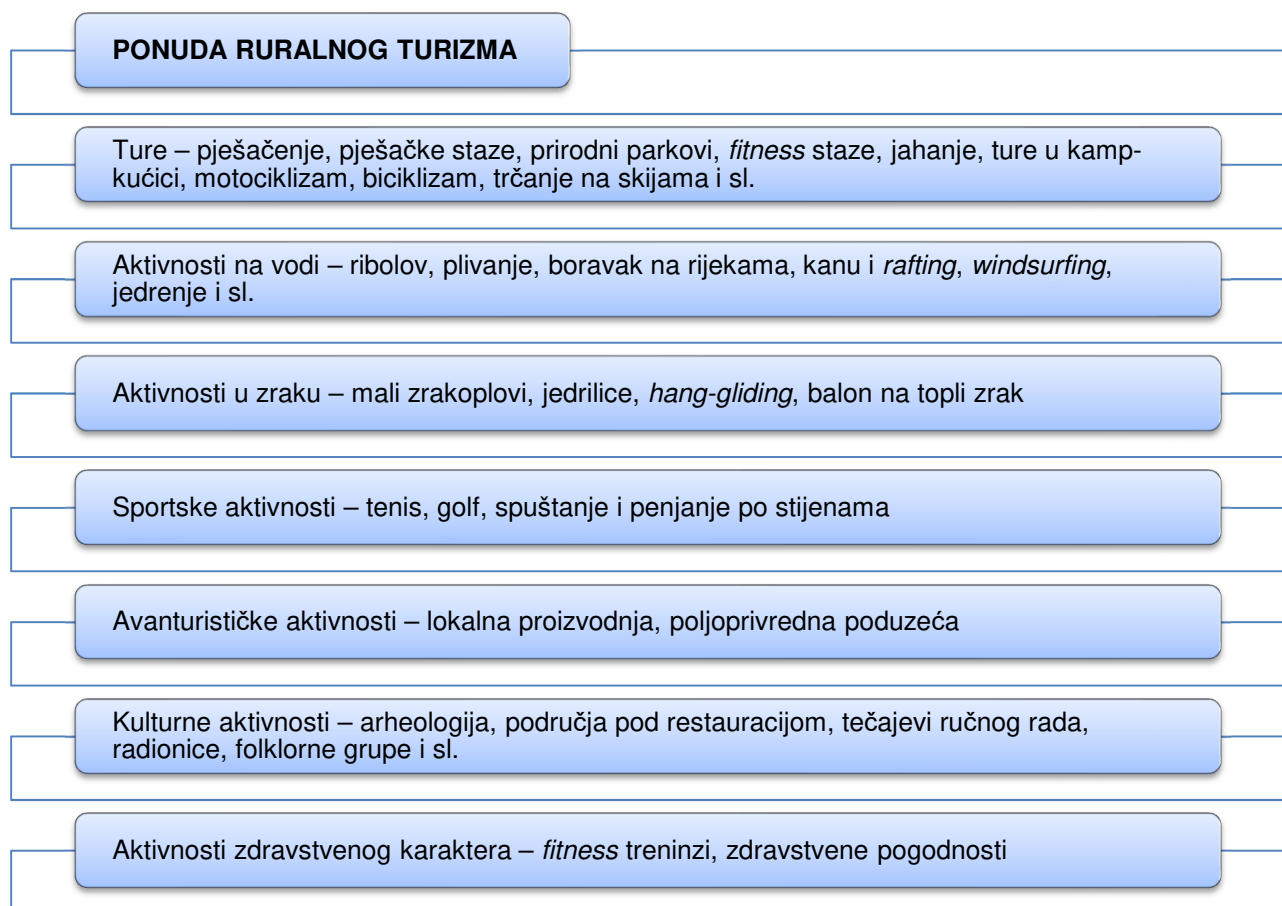 PONUDA RURALNOG TURIZMA
Ture – pješačenje, pješačke staze, prirodni parkovi, fitness staze, jahanje, ture u kamp-
kućici, motociklizam, biciklizam, trčanje na skijama i sl.
Aktivnosti na vodi – ribolov, plivanje, boravak na rijekama, kanu i rafting, windsurfing,
jedrenje i sl.
Aktivnosti u zraku – mali zrakoplovi, jedrilice, hang-gliding, balon na topli zrak
Sportske aktivnosti – tenis, golf, spuštanje i penjanje po stijenama
Avanturističke aktivnosti – lokalna proizvodnja, poljoprivredna poduzeća
Kulturne aktivnosti – arheologija, područja pod restauracijom, tečajevi ručnog rada,
radionice, folklorne grupe i sl.
Aktivnosti zdravstvenog karaktera – fitness treninzi, zdravstvene pogodnosti